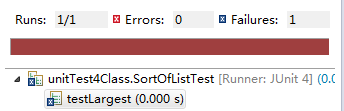 Runs: 1/1 Errors: 0 Failures: 1
unitTest4Class.SortOfListTest [Runner: JUnit 4] (0.0
testLargest (0.000 s)